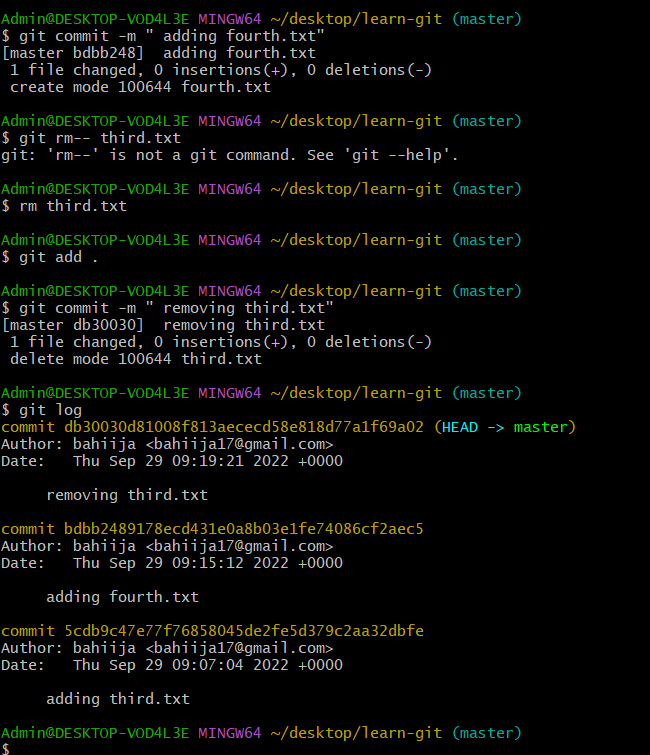 Admin@DESKTOP-VOD4L3E MINGW64 ~/desktop/learn-git (master)
$ git commit -m " adding fourth.txt"
[master bdbb248]  adding fourth.txt
 1 file changed, 0 insertions(+), 0 deletions(-)
 create mode 100644 fourth.txt

Admin@DESKTOP-VOD4L3E MINGW64 ~/desktop/learn-git (master)
$ git rm-- third.txt
git: 'rm--' is not a git command. See 'git --help'.

Admin@DESKTOP-VOD4L3E MINGW64 ~/desktop/learn-git (master)
$ rm third.txt

Admin@DESKTOP-VOD4L3E MINGW64 ~/desktop/learn-git (master)
$ git add .

Admin@DESKTOP-VOD4L3E MINGW64 ~/desktop/learn-git (master)
$ git commit -m " removing third.txt"
[master db30030]  removing third.txt
 1 file changed, 0 insertions(+), 0 deletions(-)
 delete mode 100644 third.txt

Admin@DESKTOP-VOD4L3E MINGW64 ~/desktop/learn-git (master)
$ git log
commit db30030d81008f813aececd58e818d77a1f69a02 (HEAD -> master)
Author: bahiija <bahiija17@gmail.com>
Date:   Thu Sep 29 09:19:21 2022 +0000

     removing third.txt

commit bdbb2489178ecd431e0a8b03e1fe74086cf2aec5
Author: bahiija <bahiija17@gmail.com>
Date:   Thu Sep 29 09:15:12 2022 +0000

     adding fourth.txt

commit 5cdb9c47e77f76858045de2fe5d379c2aa32dbfe
Author: bahiija <bahiija17@gmail.com>
Date:   Thu Sep 29 09:07:04 2022 +0000

     adding third.txt

Admin@DESKTOP-VOD4L3E MINGW64 ~/desktop/learn-git (master)
$